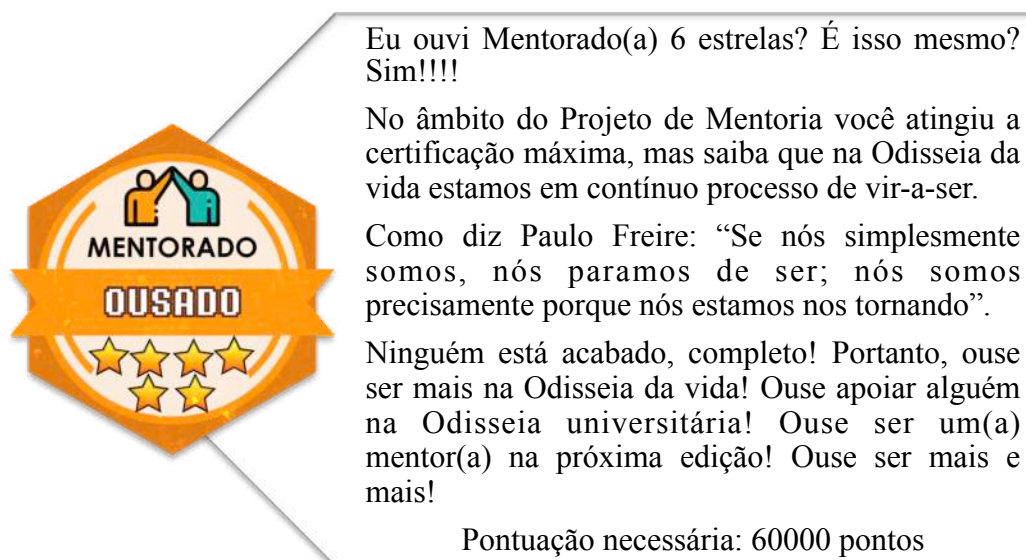 MENTORADO
OUSADO
Eu ouvi Mentorado(a) 6 estrelas? É isso mesmo?
Sim!!!!
No âmbito do Projeto de Mentoria você atingiu a
certificação máxima, mas saiba que na Odisseia da
vida estamos em contínuo processo de vir-a-ser.
Como diz Paulo Freire: “Se nós simplesmente
somos, nós paramos de ser; nós somos
precisamente porque nós estamos nos tornando”.
Ninguém está acabado, completo! Portanto, ouse
ser mais na Odisseia da vida! Ouse apoiar alguém
na Odisseia universitária! Ouse ser um(a)
mentor(a) na próxima edição! Ouse ser mais e
mais!
Pontuação necessária: 60000 pontos